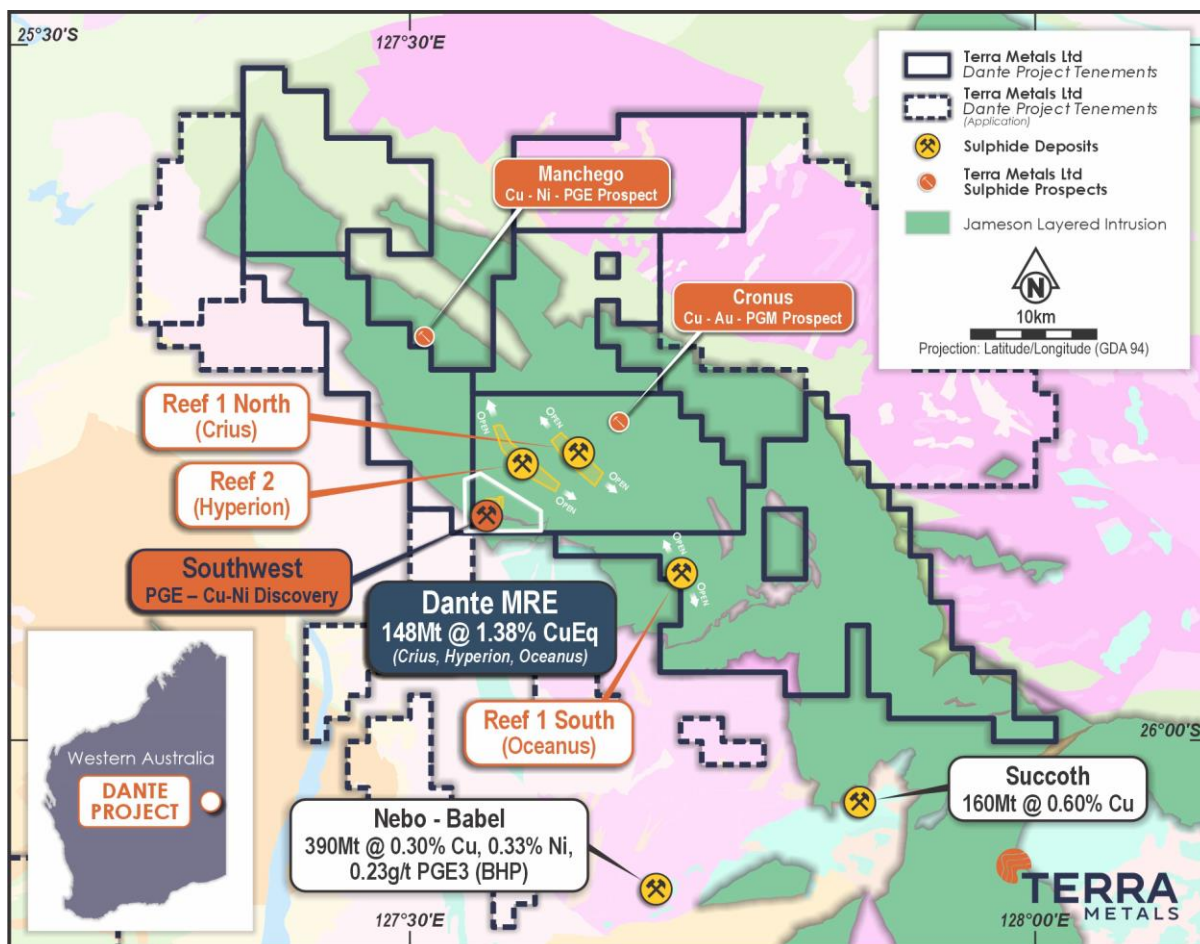 25°30'S
127°30'E
Terra Metals Ltd
Dante Project Tenements
Terra Metals Ltd
Dante Project Tenements
(Application)
Sulphide Deposits
Terra Metals Ltd
Sulphide Prospects
Jameson Layered Intrusion
N
10km
Projection: Latitude/Longitude (GDA 94)
Manchego
Cu - Ni - PGE Prospect
Cronus
Cu - Au - PGM Prospect
Reef 1 North
(Crius)
OPEN
OPEN
OPEN
OPEN
Reef 2
(Hyperion)
Southwest
PGE – Cu-Ni Discovery
OPEN
OPEN
Dante MRE
148Mt @ 1.38% CuEq
(Crius, Hyperion, Oceanus)
Reef 1 South
(Oceanus)
26°00'S
Western Australia
DANTE
PROJECT
Succoth
160Mt @ 0.60% Cu
Nebo - Babel
390Mt @ 0.30% Cu, 0.33% Ni,
0.23g/t PGE3 (BHP)
TERRA
METALS
127°30'E
128°00'E